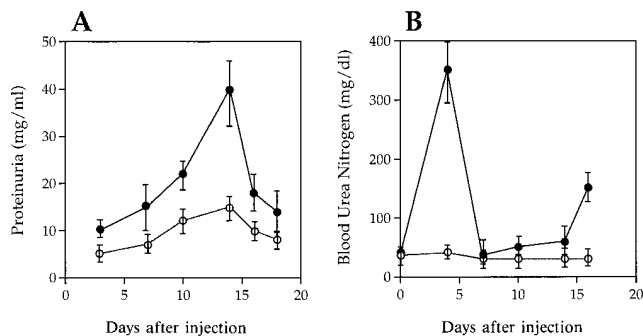 A
Proteinuria (mg/ml)
50
40
30
20
10
0
0 5 10 15 20
Days after injection
B
Blood Urea Nitrogen (mg/dl)
400
300
200
100
0
0 5 10 15 20
Days after injection